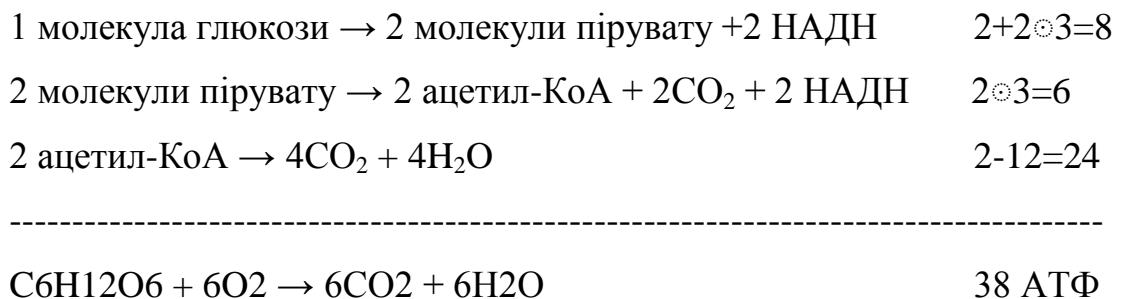 1 молекула глюкози → 2 молекули пірувату +2 НАДН 2+2◌3=8
2 молекули пірувату → 2 ацетил-КоА + 2CO₂ + 2 НАДН 2◌3=6
2 ацетил-КоА → 4CO₂ + 4H₂O 2-12=24
---------------------------------------------------------------------------------------
C6H12O6 + 6O2 → 6CO2 + 6H2O 38 АТФ